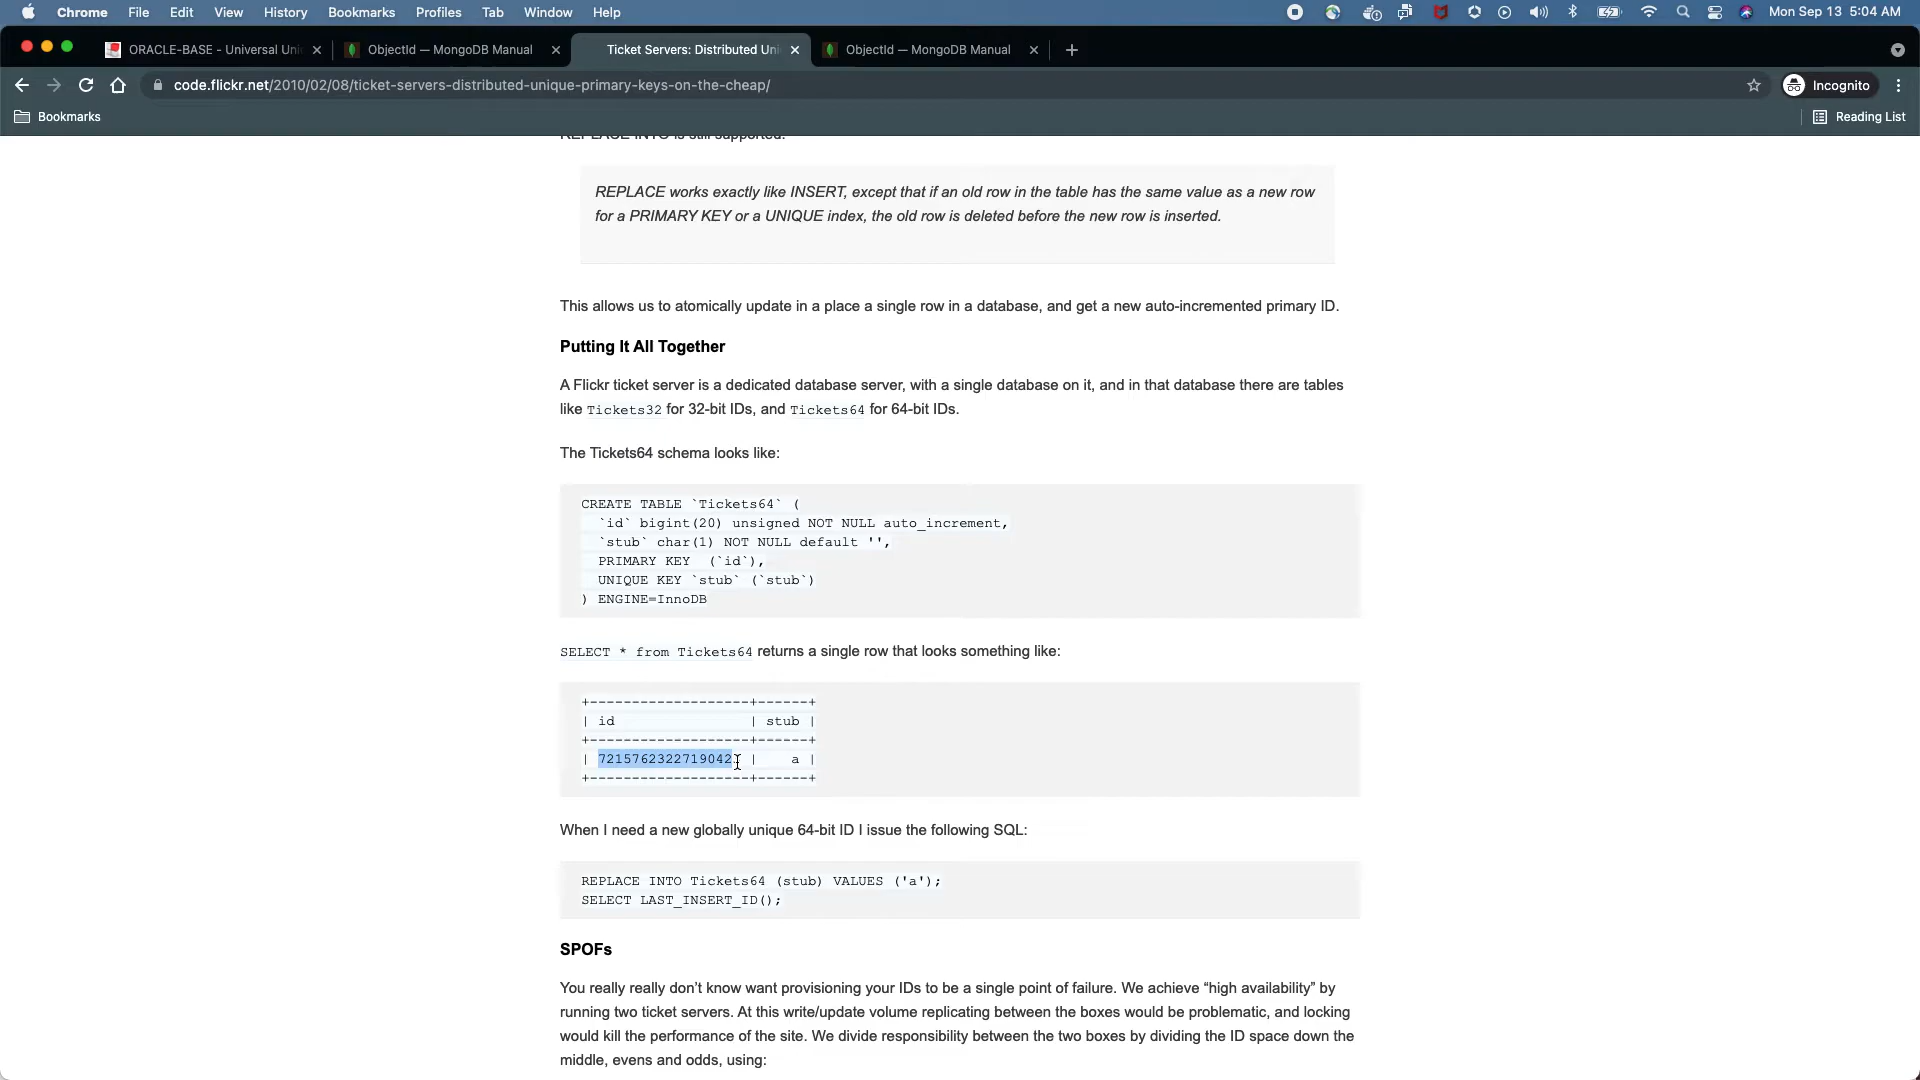 Chrome File Edit View History Bookmarks Profiles Tab Window Help Mon Sep 13 5:04 AM
ORACLE-BASE - Universal Uni ObjectId — MongoDB Manual Ticket Servers: Distributed Uni ObjectId — MongoDB Manual
code.flickr.net/2010/02/08/ticket-servers-distributed-unique-primary-keys-on-the-cheap/ Incognito
Bookmarks Reading List
REPLACE INTO is still supported:
REPLACE works exactly like INSERT, except that if an old row in the table has the same value as a new row
for a PRIMARY KEY or a UNIQUE index, the old row is deleted before the new row is inserted.
This allows us to atomically update in a place a single row in a database, and get a new auto-incremented primary ID.
Putting It All Together
A Flickr ticket server is a dedicated database server, with a single database on it, and in that database there are tables
like Tickets32 for 32-bit IDs, and Tickets64 for 64-bit IDs.
The Tickets64 schema looks like:
CREATE TABLE `Tickets64` (
`id` bigint(20) unsigned NOT NULL auto_increment,
`stub` char(1) NOT NULL default '',
PRIMARY KEY (`id`),
UNIQUE KEY `stub` (`stub`)
) ENGINE=InnoDB
SELECT * from Tickets64 returns a single row that looks something like:
+-------------------+------+
| id | stub |
+-------------------+------+
| 7215762322719042 | a |
+-------------------+------+
When I need a new globally unique 64-bit ID I issue the following SQL:
REPLACE INTO Tickets64 (stub) VALUES ('a');
SELECT LAST_INSERT_ID();
SPOFs
You really really don’t know want provisioning your IDs to be a single point of failure. We achieve “high availability” by
running two ticket servers. At this write/update volume replicating between the boxes would be problematic, and locking
would kill the performance of the site. We divide responsibility between the two boxes by dividing the ID space down the
middle, evens and odds, using: